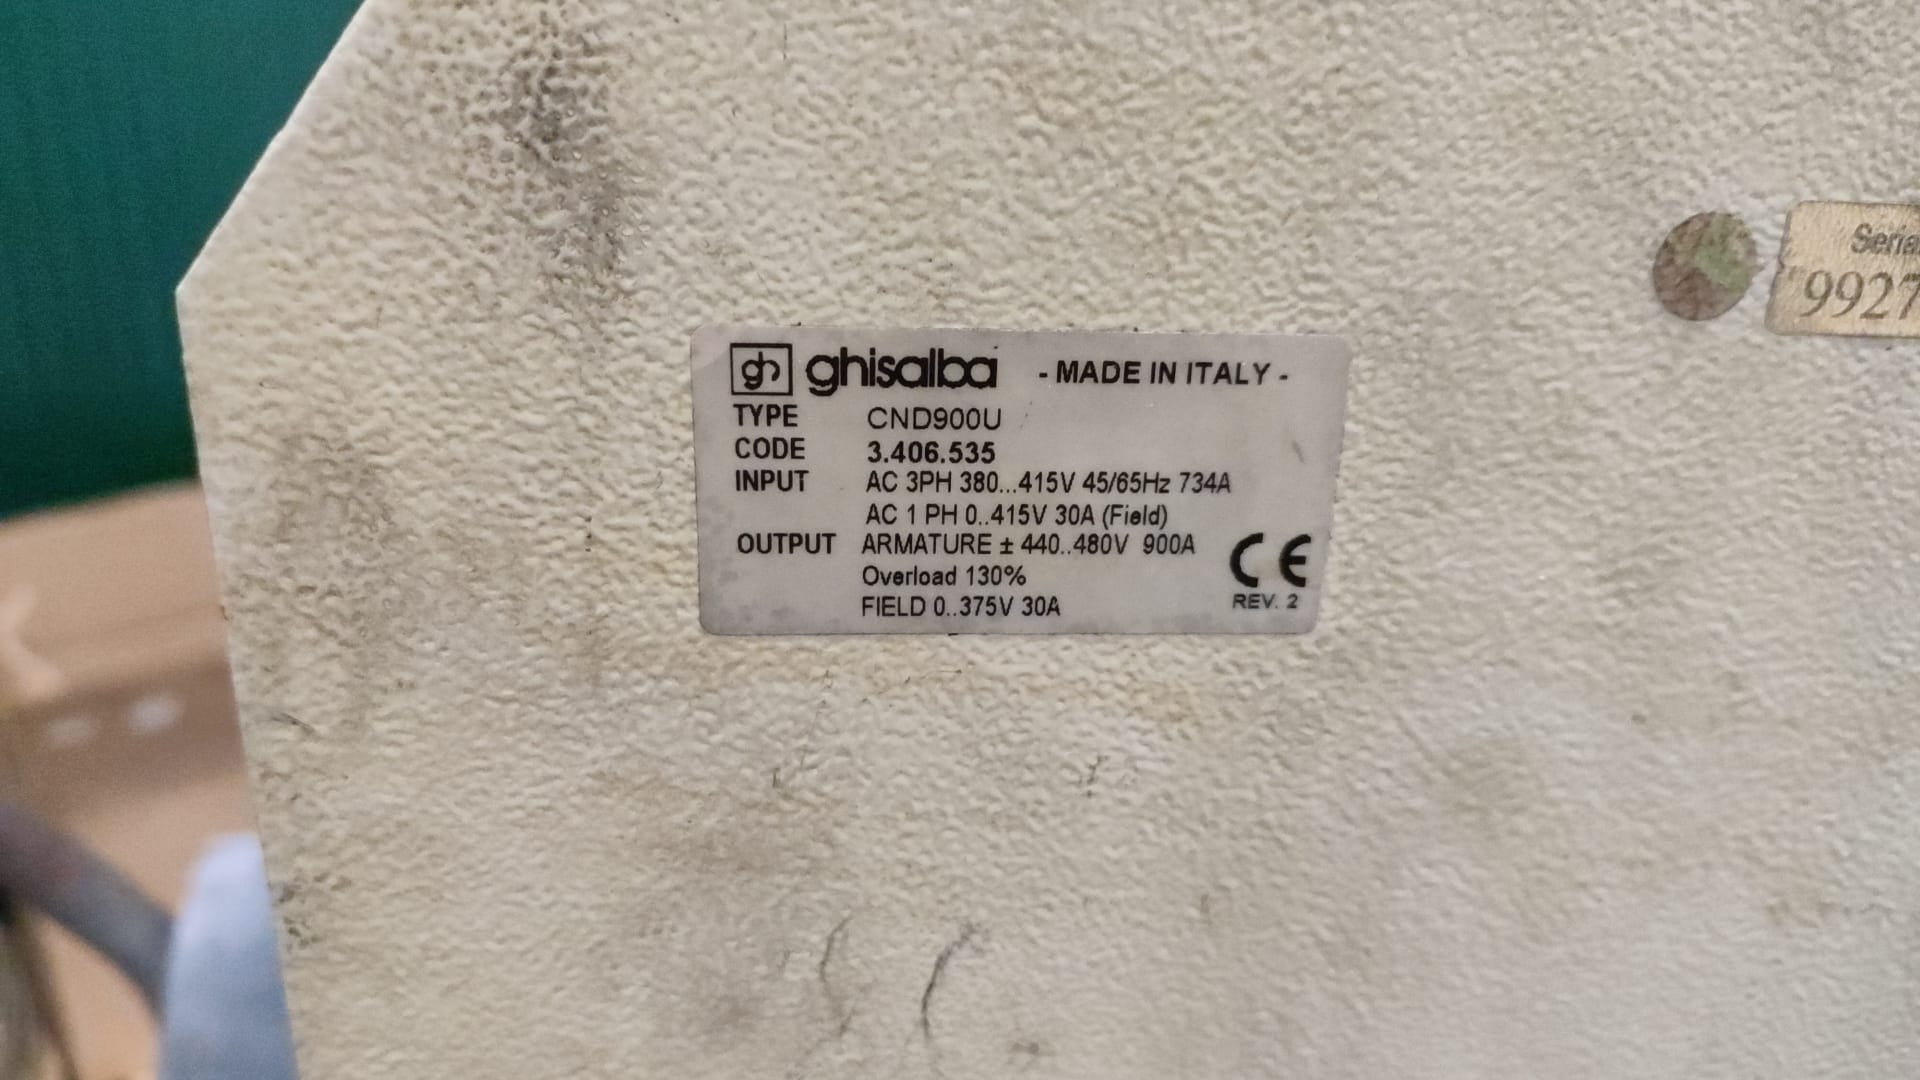 gh ghisalba - MADE IN ITALY -
TYPE CND900U
CODE 3.406.535
INPUT AC 3PH 380...415V 45/65Hz 734A
AC 1 PH 0..415V 30A (Field)
OUTPUT ARMATURE ± 440..480V 900A
Overload 130%
FIELD 0..375V 30A
CE
REV. 2